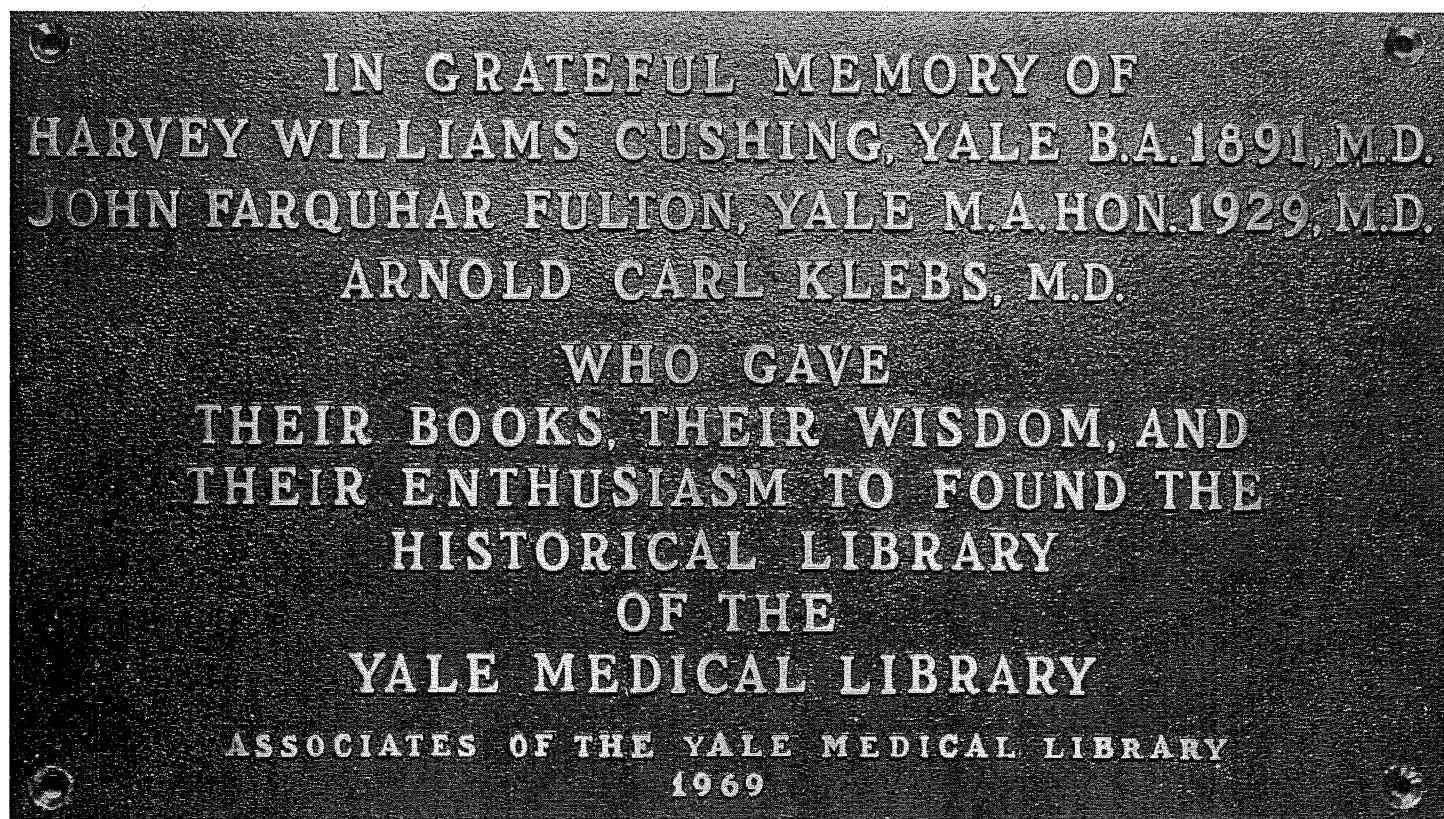 IN GRATEFUL MEMORY OF
HARVEY WILLIAMS CUSHING, YALE B.A. 1891, M.D.
JOHN FARQUHAR FULTON, YALE M.A. HON. 1929, M.D.
ARNOLD CARL KLEBS, M.D.
WHO GAVE
THEIR BOOKS, THEIR WISDOM, AND
THEIR ENTHUSIASM TO FOUND THE
HISTORICAL LIBRARY
OF THE
YALE MEDICAL LIBRARY
ASSOCIATES OF THE YALE MEDICAL LIBRARY
1969